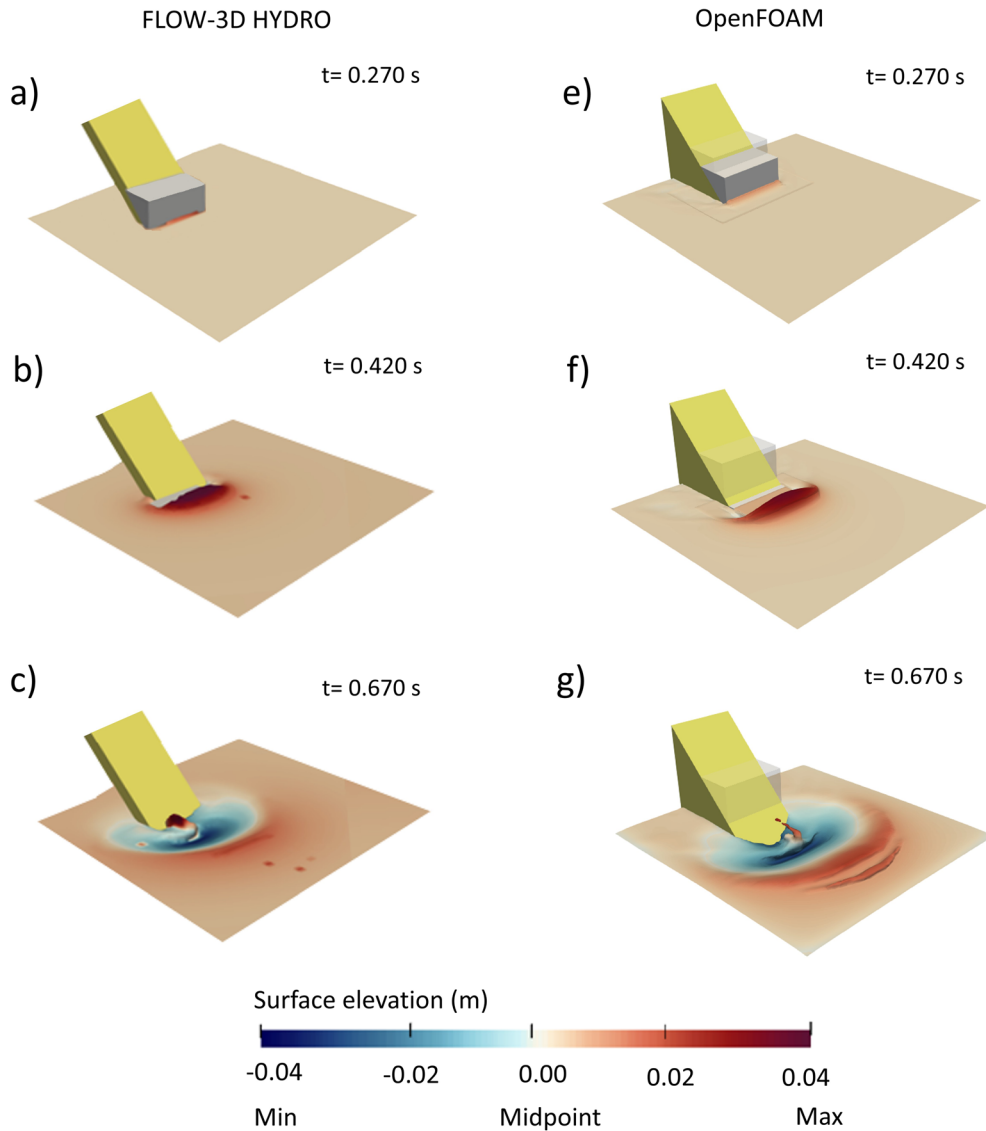 FLOW-3D HYDRO
OpenFOAM
a)
t= 0.270 s
e)
t= 0.270 s
b)
t= 0.420 s
f)
t= 0.420 s
c)
t= 0.670 s
g)
t= 0.670 s
Surface elevation (m)
-0.04 -0.02 0.00 0.02 0.04
Min Midpoint Max